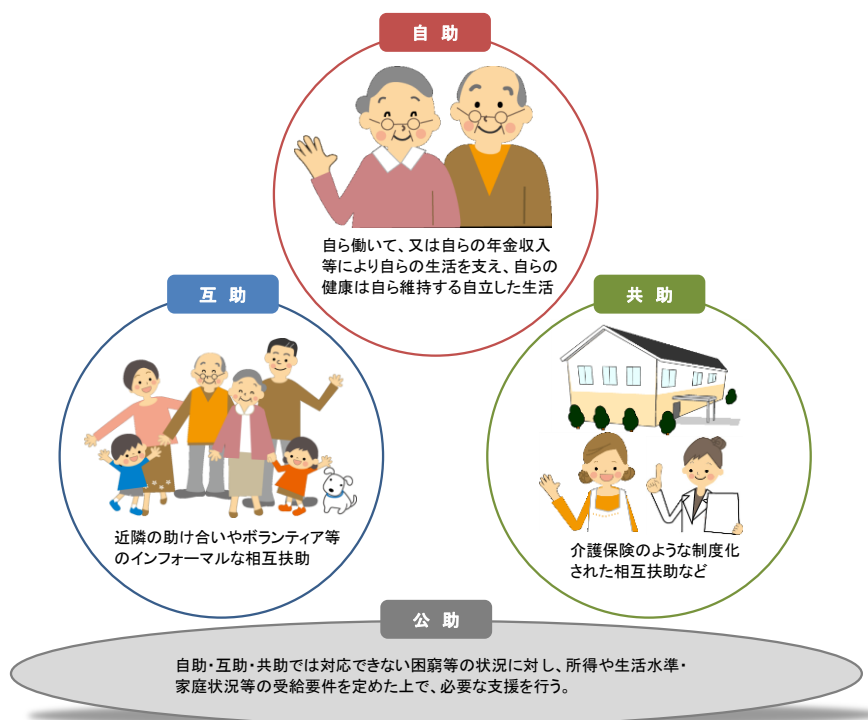 自 助
自ら働いて、又は自らの年金収入
等により自らの生活を支え、自らの
健康は自ら維持する自立した生活
互 助
近隣の助け合いやボランティア等
のインフォーマルな相互扶助
共 助
介護保険のような制度化
された相互扶助など
公 助
自助・互助・共助では対応できない困窮等の状況に対し、所得や生活水準・
家庭状況等の受給要件を定めた上で、必要な支援を行う。